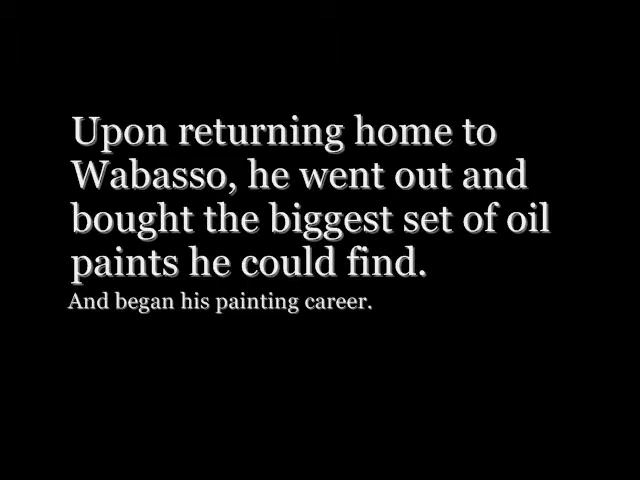 Upon returning home to
Wabasso, he went out and
bought the biggest set of oil
paints he could find.
And began his painting career.